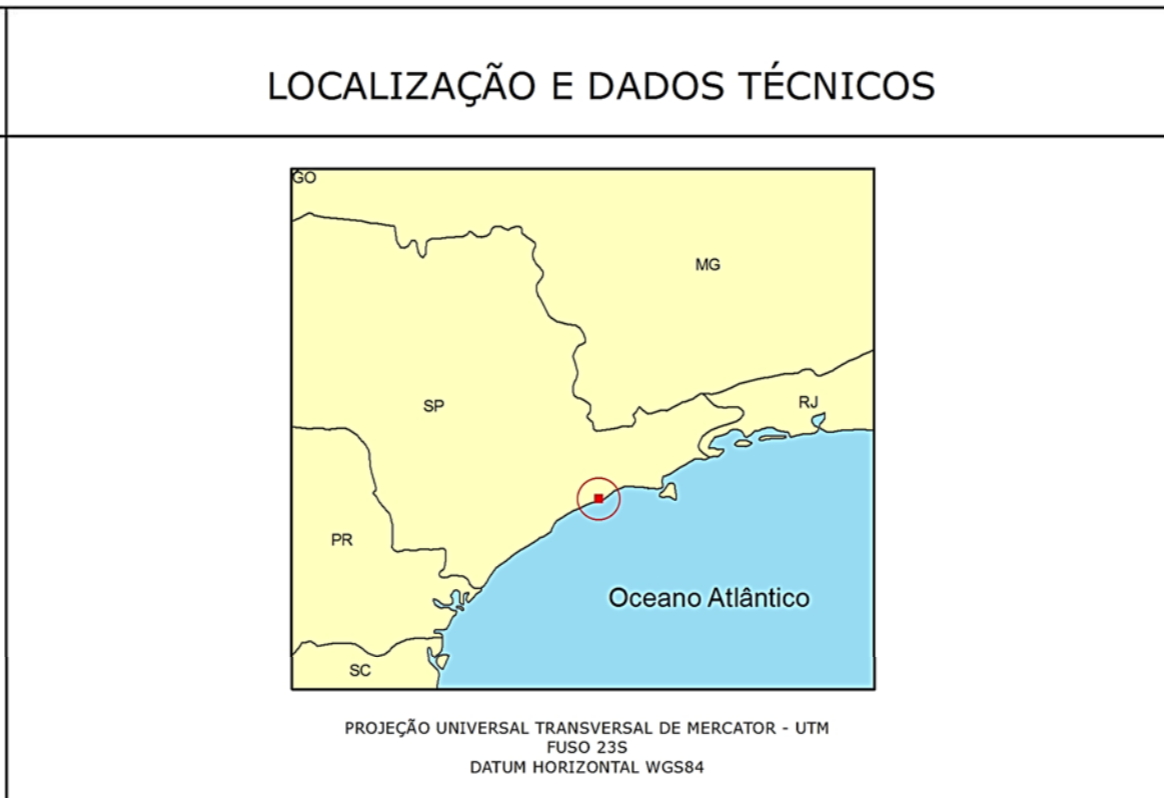 LOCALIZAÇÃO E DADOS TÉCNICOS
GO
MG
SP
RJ
PR
Oceano Atlântico
SC
PROJEÇÃO UNIVERSAL TRANSVERSAL DE MERCATOR - UTM
FUSO 23S
DATUM HORIZONTAL WGS84